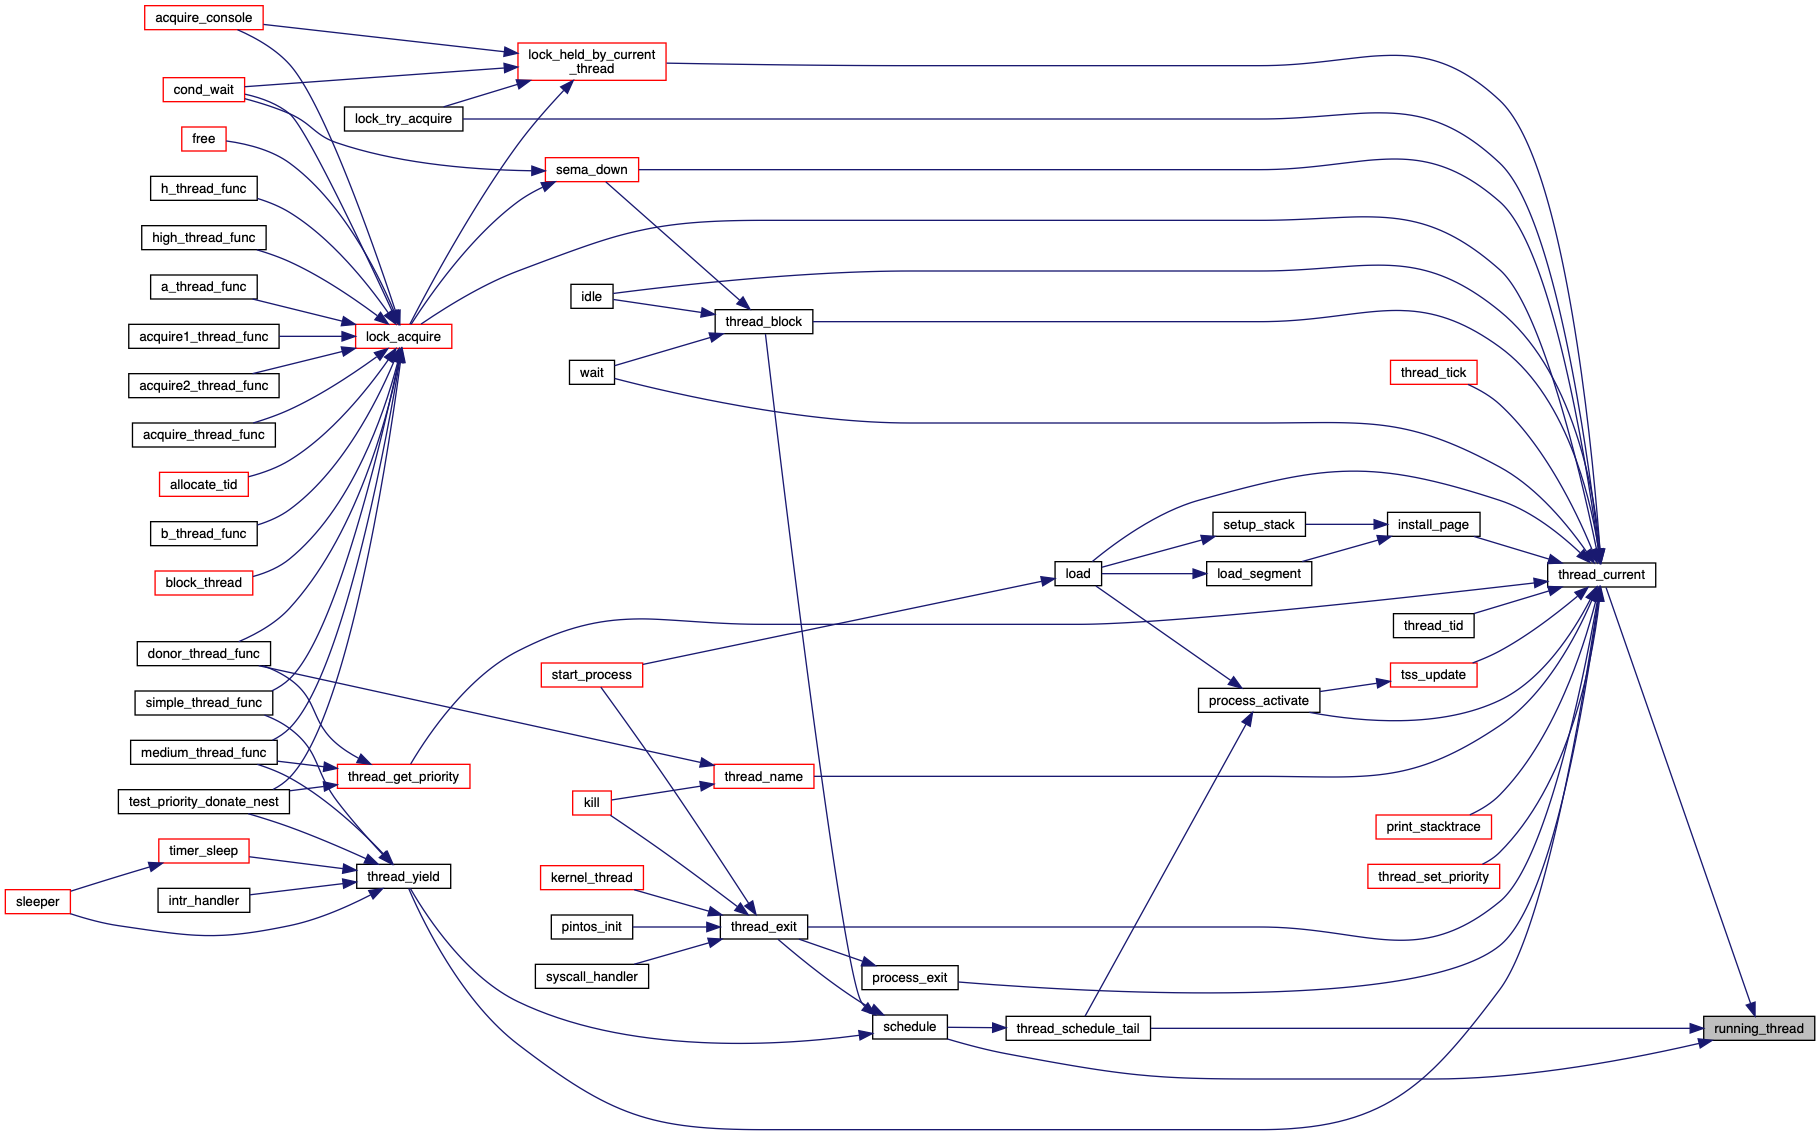 acquire_console
lock_held_by_current
_thread
cond_wait
lock_try_acquire
free
sema_down
h_thread_func
high_thread_func
a_thread_func
idle
thread_block
acquire1_thread_func
lock_acquire
wait
thread_tick
acquire2_thread_func
acquire_thread_func
allocate_tid
setup_stack
install_page
b_thread_func
load
load_segment
thread_current
block_thread
thread_tid
donor_thread_func
start_process
tss_update
simple_thread_func
process_activate
medium_thread_func
thread_get_priority
thread_name
test_priority_donate_nest
kill
print_stacktrace
timer_sleep
thread_yield
kernel_thread
thread_set_priority
sleeper
intr_handler
pintos_init
thread_exit
syscall_handler
process_exit
schedule
thread_schedule_tail
running_thread